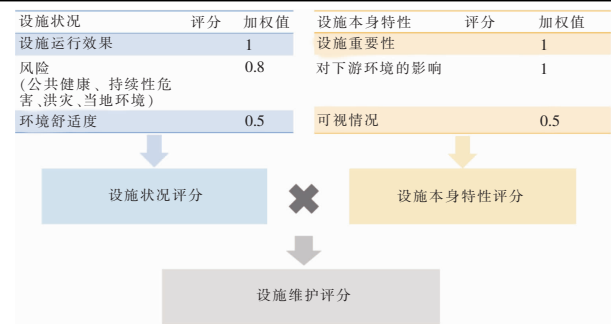 设施状况 评分 加权值
设施运行效果 1
风险 0.8
(公共健康、持续性危
害、洪灾、当地环境)
环境舒适度 0.5
设施本身特性 评分 加权值
设施重要性 1
对下游环境的影响 1
可视情况 0.5
设施状况评分
设施本身特性评分
设施维护评分